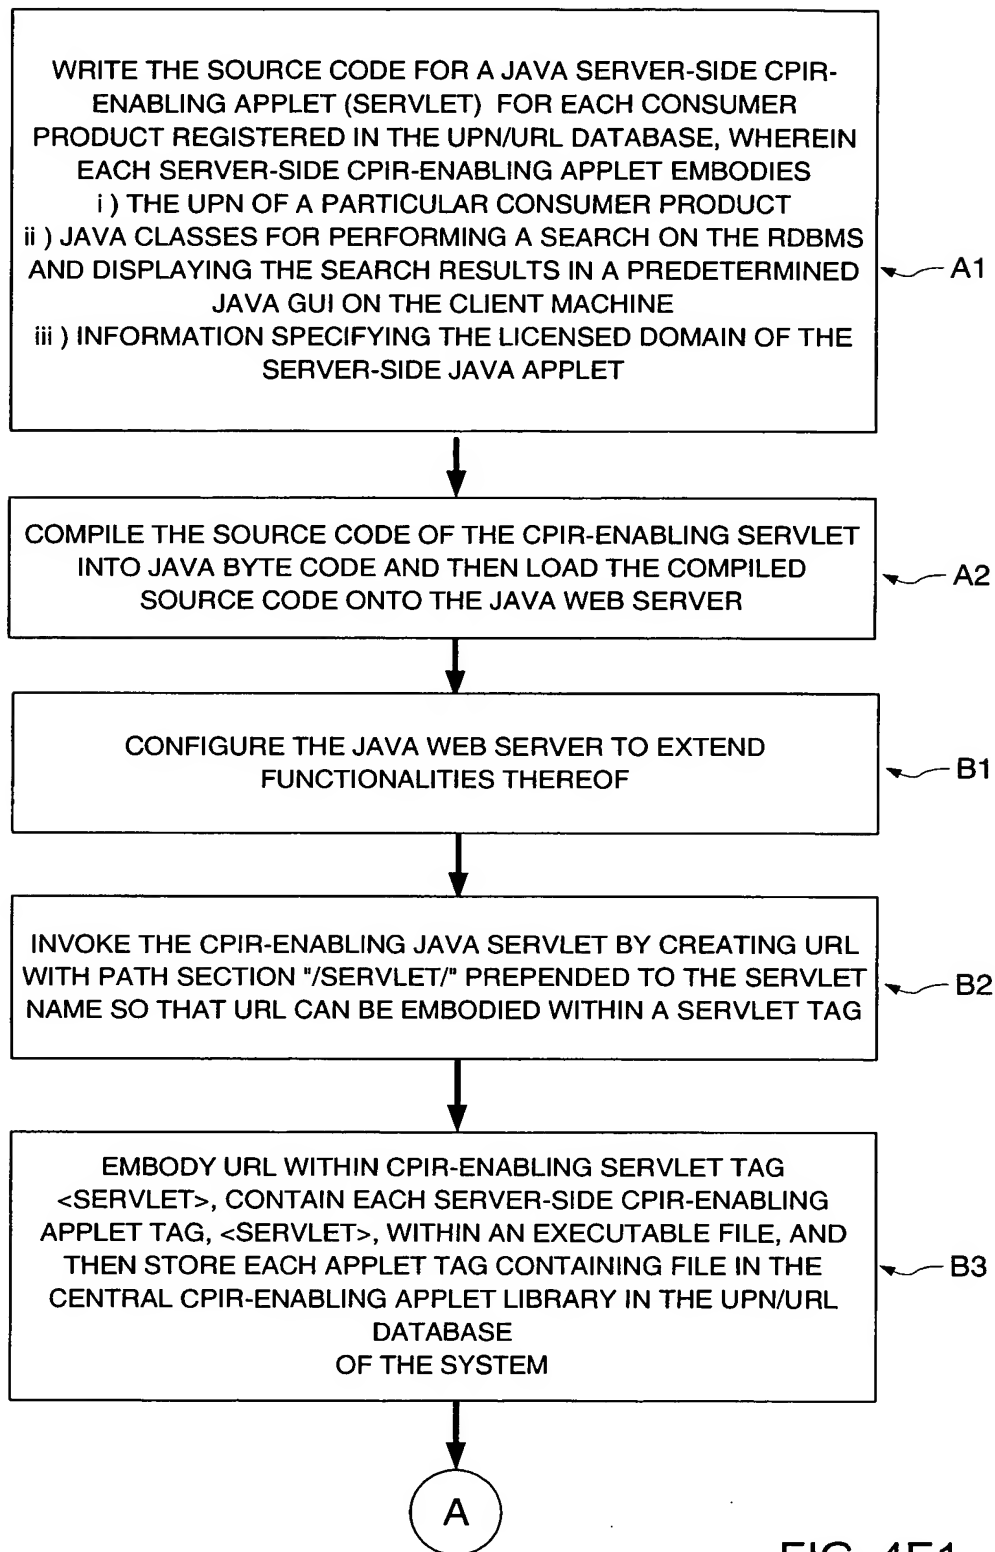 WRITE THE SOURCE CODE FOR A JAVA SERVER-SIDE CPIR-
ENABLING APPLET (SERVLET) FOR EACH CONSUMER
PRODUCT REGISTERED IN THE UPN/URL DATABASE, WHEREIN
EACH SERVER-SIDE CPIR-ENABLING APPLET EMBODIES
i ) THE UPN OF A PARTICULAR CONSUMER PRODUCT
ii ) JAVA CLASSES FOR PERFORMING A SEARCH ON THE RDBMS
AND DISPLAYING THE SEARCH RESULTS IN A PREDETERMINED
JAVA GUI ON THE CLIENT MACHINE
iii ) INFORMATION SPECIFYING THE LICENSED DOMAIN OF THE
SERVER-SIDE JAVA APPLET
A1
COMPILE THE SOURCE CODE OF THE CPIR-ENABLING SERVLET
INTO JAVA BYTE CODE AND THEN LOAD THE COMPILED
SOURCE CODE ONTO THE JAVA WEB SERVER
A2
CONFIGURE THE JAVA WEB SERVER TO EXTEND
FUNCTIONALITIES THEREOF
B1
INVOKE THE CPIR-ENABLING JAVA SERVLET BY CREATING URL
WITH PATH SECTION "/SERVLET/" PREPENDED TO THE SERVLET
NAME SO THAT URL CAN BE EMBODIED WITHIN A SERVLET TAG
B2
EMBODY URL WITHIN CPIR-ENABLING SERVLET TAG
<SERVLET>, CONTAIN EACH SERVER-SIDE CPIR-ENABLING
APPLET TAG, <SERVLET>, WITHIN AN EXECUTABLE FILE, AND
THEN STORE EACH APPLET TAG CONTAINING FILE IN THE
CENTRAL CPIR-ENABLING APPLET LIBRARY IN THE UPN/URL
DATABASE
OF THE SYSTEM
B3
A
FIG. 4E1